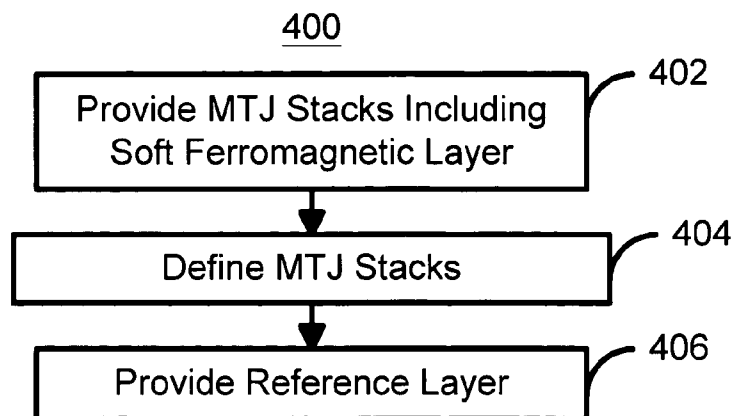 400
402
Provide MTJ Stacks Including
Soft Ferromagnetic Layer
404
Define MTJ Stacks
406
Provide Reference Layer